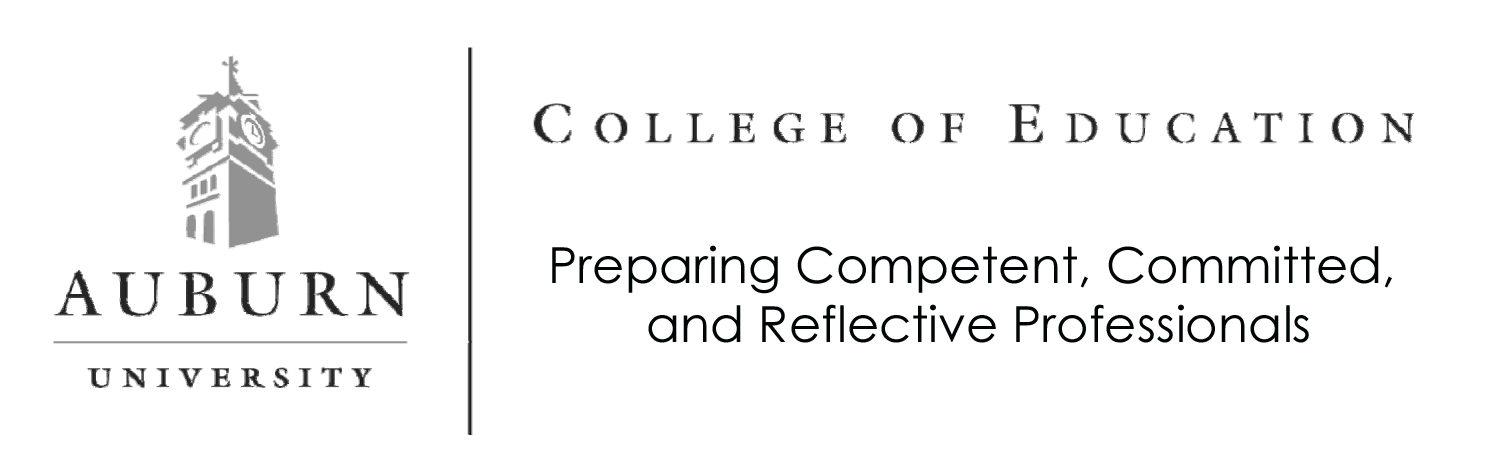 AUBURN
UNIVERSITY
COLLEGE OF EDUCATION
Preparing Competent, Committed,
and Reflective Professionals